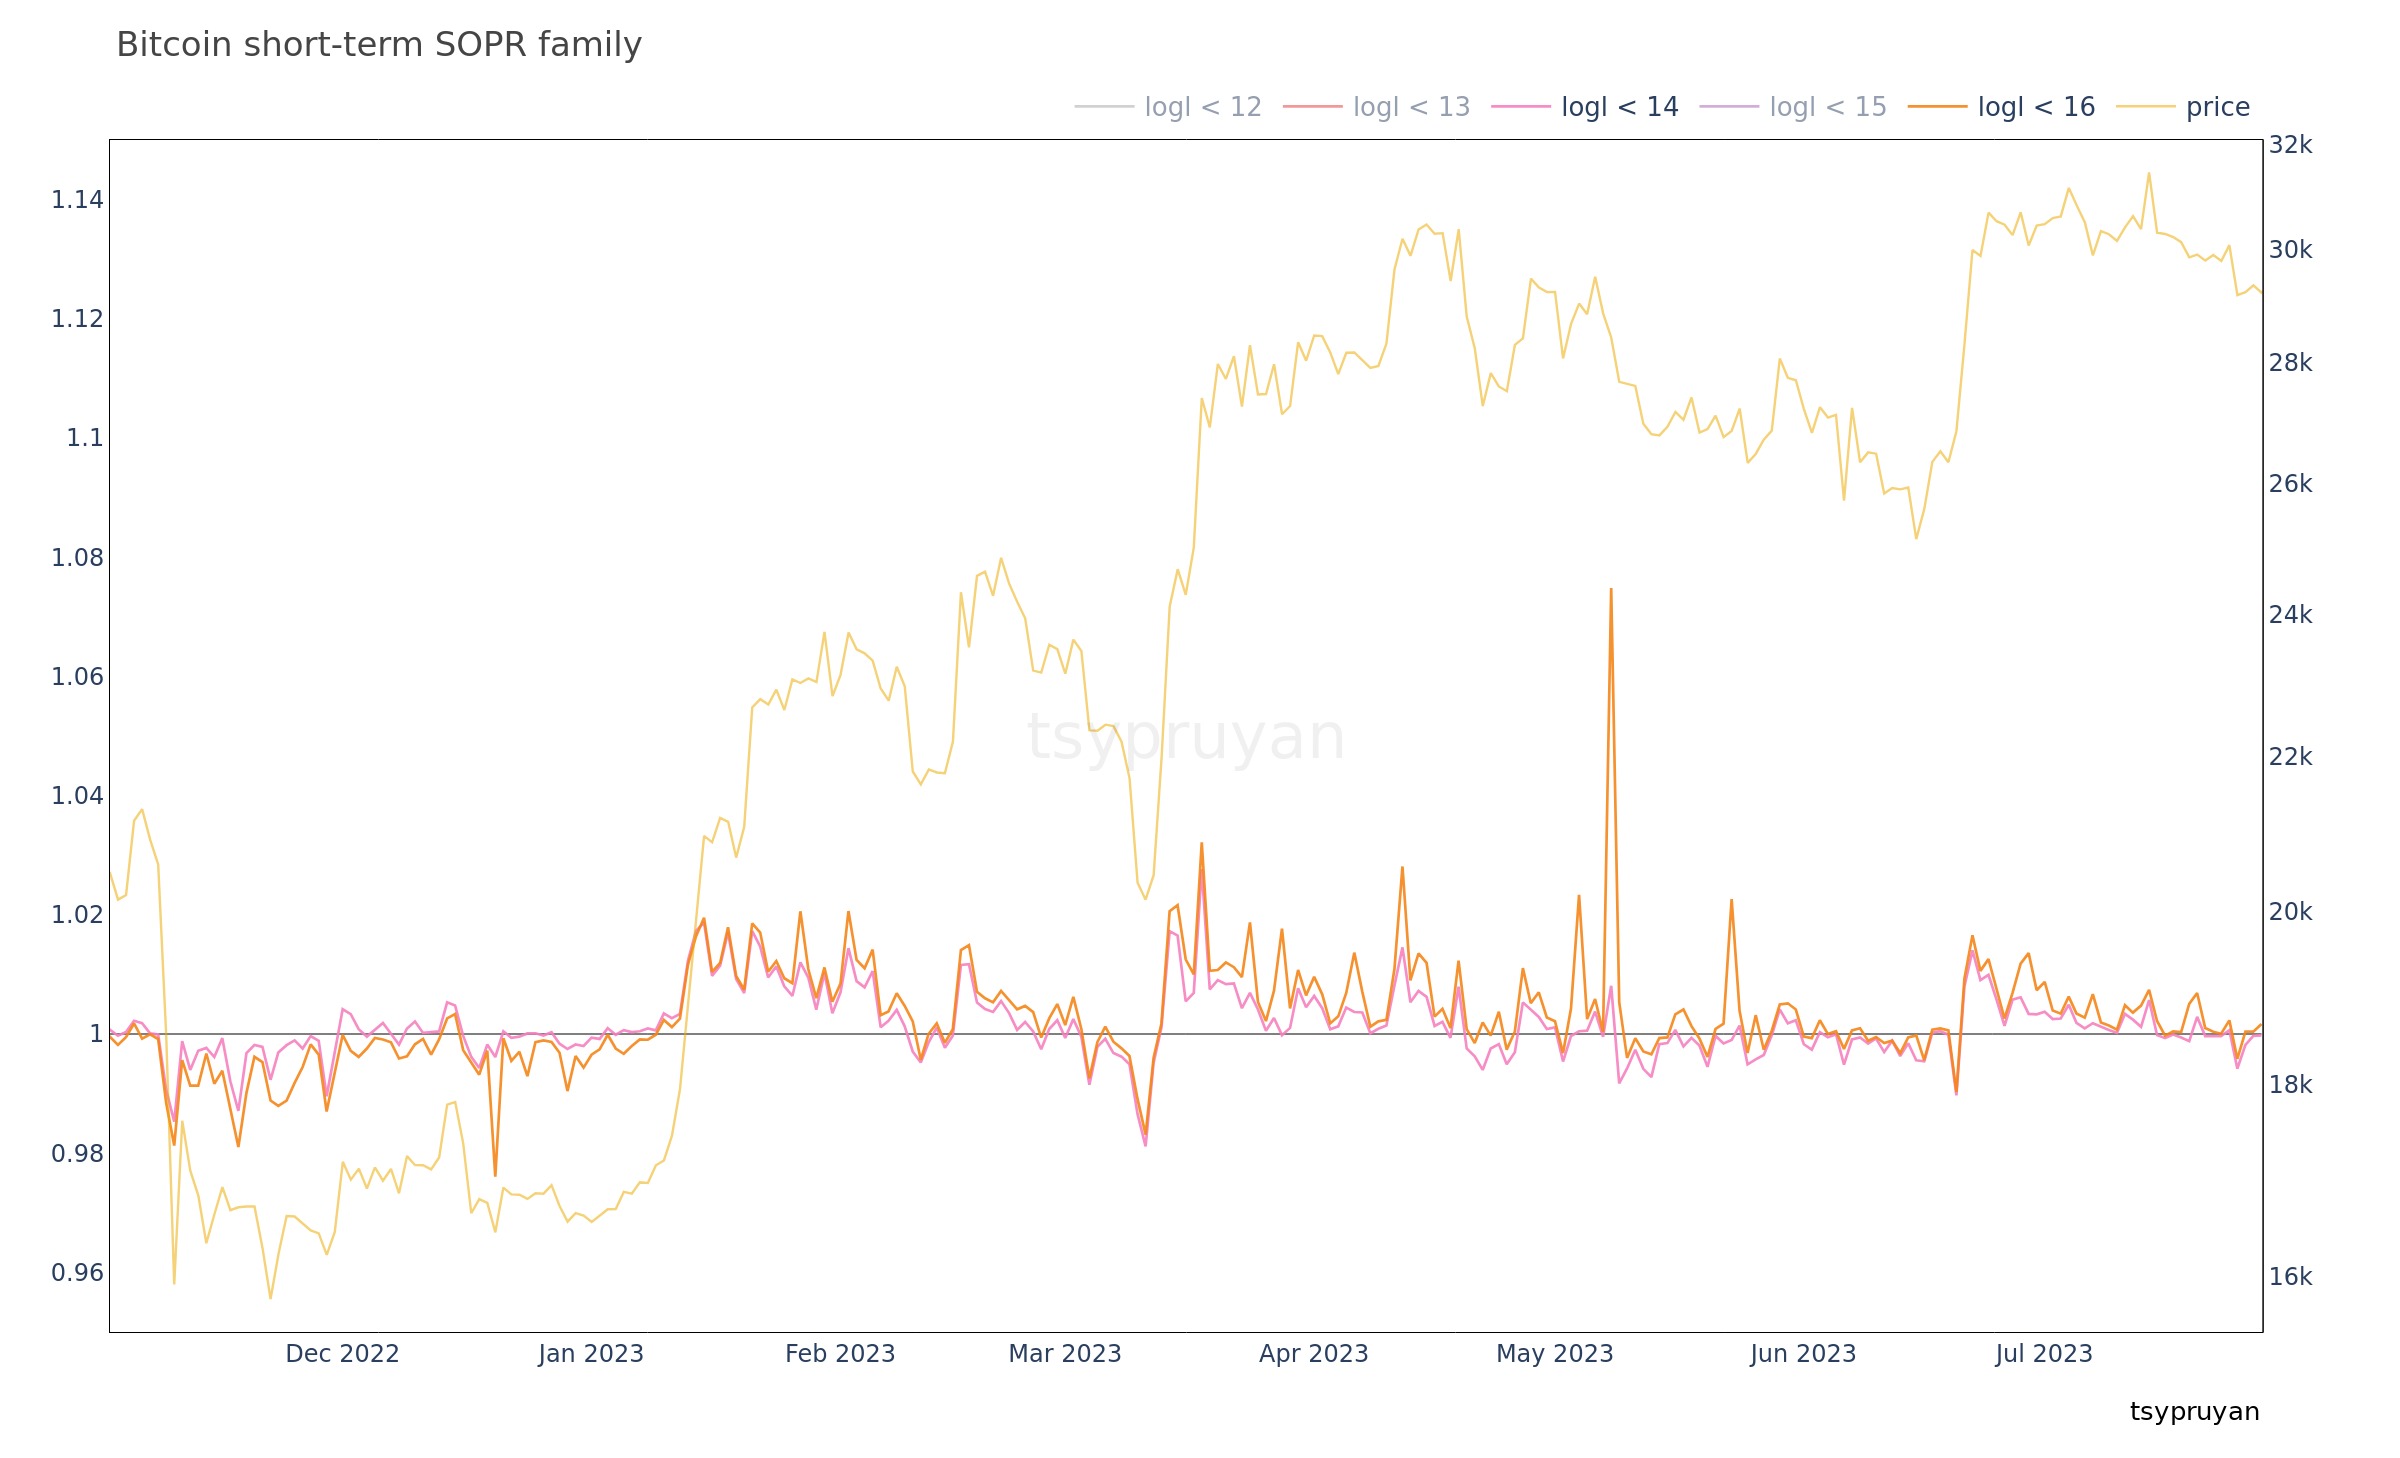 Bitcoin short-term SOPR family
logl < 12 logl < 13 logl < 14 logl < 15 logl < 16 price
32k
1.14
30k
1.12
28k
1.1
26k
1.08
24k
1.06
tsypruyan
22k
1.04
1.02
20k
1
18k
0.98
0.96
16k
Dec 2022 Jan 2023 Feb 2023 Mar 2023 Apr 2023 May 2023 Jun 2023 Jul 2023
tsypruyan